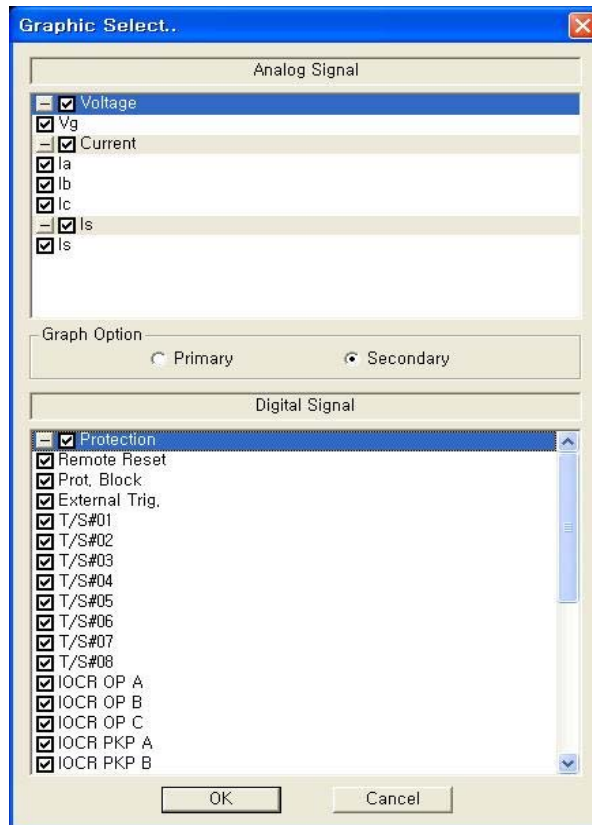 Graphic Select..
Analog Signal
Voltage
Vg
Current
Ia
Ib
Ic
Is
Is
Graph Option
Primary
Secondary
Digital Signal
Protection
Remote Reset
Prot. Block
External Trig.
T/S#01
T/S#02
T/S#03
T/S#04
T/S#05
T/S#06
T/S#07
T/S#08
IOCR OP A
IOCR OP B
IOCR OP C
IOCR PKP A
IOCR PKP B
OK
Cancel